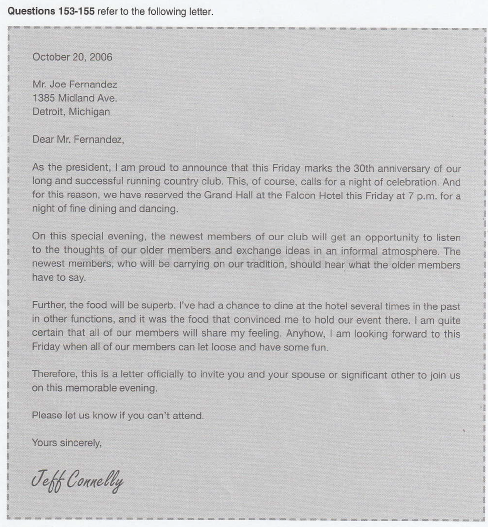 Questions 153-155 refer to the following letter.
October 20, 2006
Mr. Joe Fernandez
1385 Midland Ave.
Detroit, Michigan
Dear Mr. Fernandez,
As the president, I am proud to announce that this Friday marks the 30th anniversary of our
long and successful running country club. This, of course, calls for a night of celebration. And
for this reason, we have reserved the Grand Hall at the Falcon Hotel this Friday at 7 p.m. for a
night of fine dining and dancing.
On this special evening, the newest members of our club will get an opportunity to listen
to the thoughts of our older members and exchange ideas in an informal atmosphere. The
newest members, who will be carrying on our tradition, should hear what the older members
have to say.
Further, the food will be superb. I've had a chance to dine at the hotel several times in the past
in other functions, and it was the food that convinced me to hold our event there. I am quite
certain that all of our members will share my feeling. Anyhow, I am looking forward to this
Friday when all of our members can let loose and have some fun.
Therefore, this is a letter officially to invite you and your spouse or significant other to join us
on this memorable evening.
Please let us know if you can't attend.
Yours sincerely,
Jeff Connelly